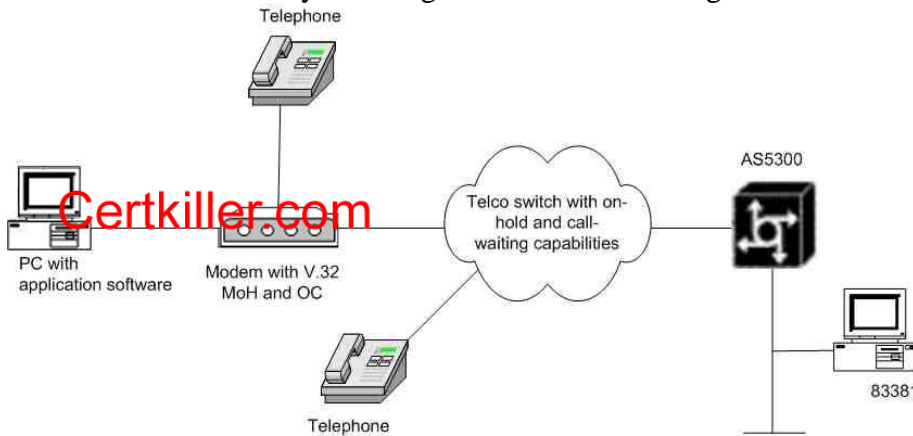 Telephone
AS5300
Certkiller.com
Telco switch with on-
hold and call-
waiting capabilities
PC with
application software
Modem with V.32
MoH and OC
83381
Telephone